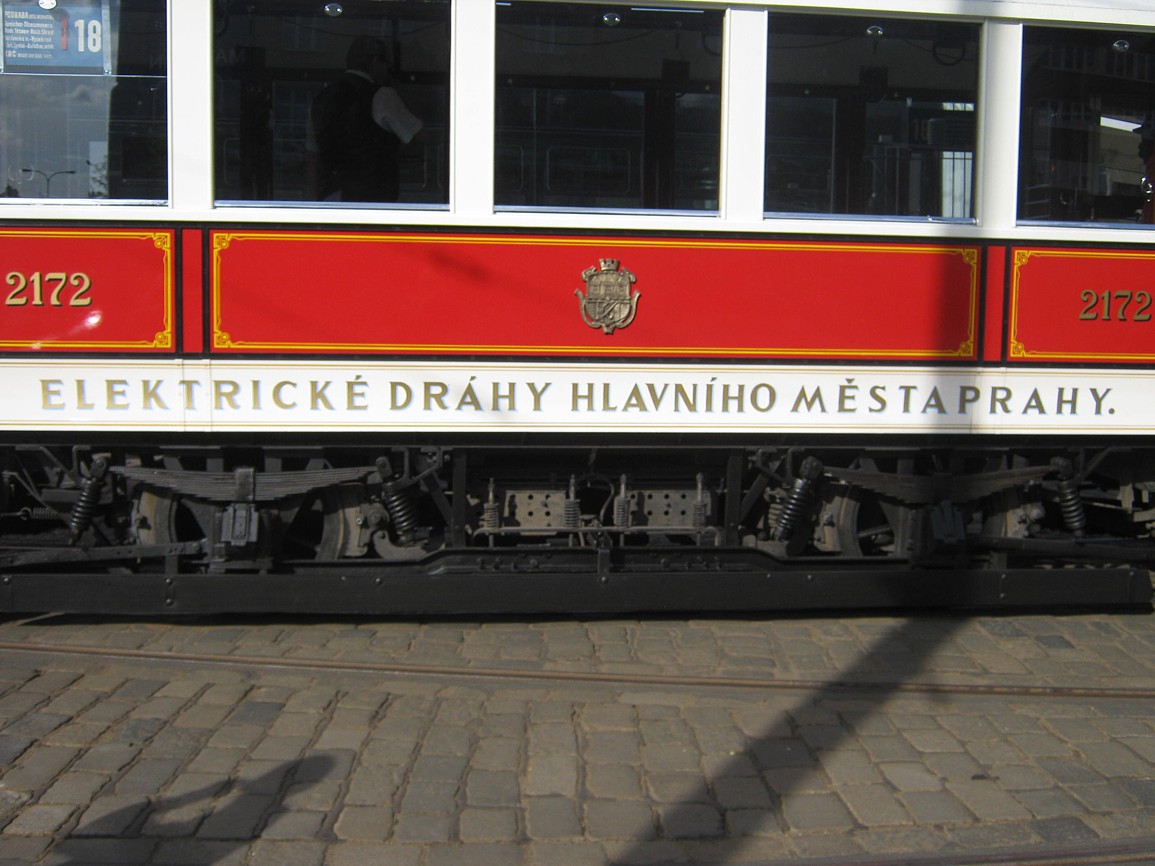 18
2172
2172
ELEKTRICKÉ DRÁHY HLAVNÍHO MĚSTA PRAHY.